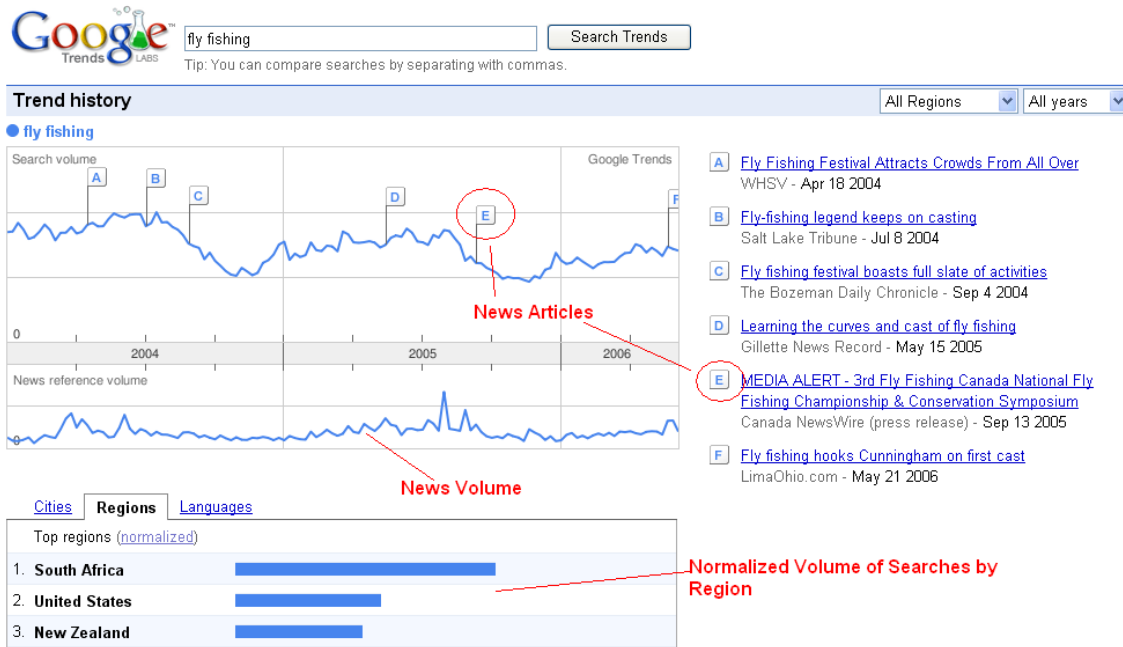 Google™
Trends LABS
fly fishing
Search Trends
Tip: You can compare searches by separating with commas.
Trend history
All Regions
All years
fly fishing
Search volume
Google Trends
A
B
C
D
E
F
0
2004
2005
2006
News reference volume
0
News Articles
News Volume
A Fly Fishing Festival Attracts Crowds From All Over
WHSV - Apr 18 2004
B Fly-fishing legend keeps on casting
Salt Lake Tribune - Jul 8 2004
C Fly fishing festival boasts full slate of activities
The Bozeman Daily Chronicle - Sep 4 2004
D Learning the curves and cast of fly fishing
Gillette News Record - May 15 2005
E MEDIA ALERT - 3rd Fly Fishing Canada National Fly
Fishing Championship & Conservation Symposium
Canada NewsWire (press release) - Sep 13 2005
F Fly fishing hooks Cunningham on first cast
LimaOhio.com - May 21 2006
Cities Regions Languages
Top regions (normalized)
1. South Africa
2. United States
3. New Zealand
Normalized Volume of Searches by
Region